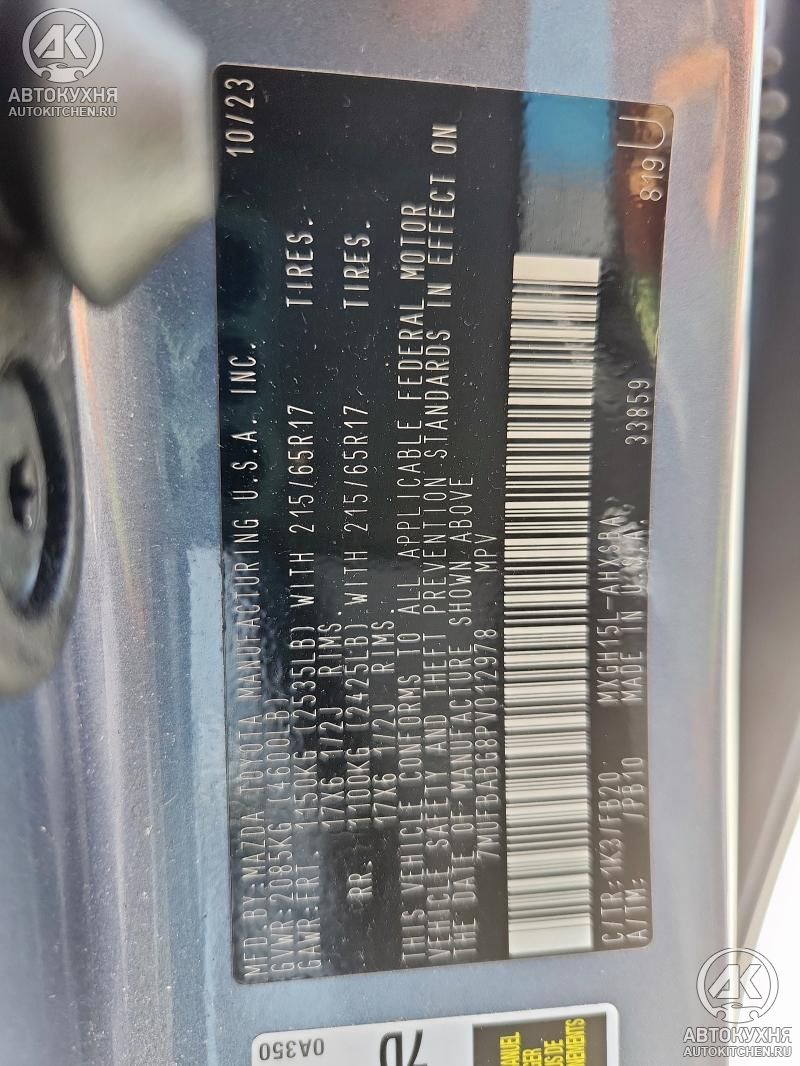 AK
АВТОКУХНЯ
AUTOKITCHEN.RU
MFD.BY:MAZDA TOYOTA MANUFACTURING U.S.A. INC. 10/23
GVWR:2085KG (4600LB)
GAWR:FRT. 1150KG (2535LB) WITH 215/65R17 TIRES.
17X6 1/2J RIMS.
RR. 1100KG (2425LB) WITH 215/65R17 TIRES.
17X6 1/2J RIMS
THIS VEHICLE CONFORMS TO ALL APPLICABLE FEDERAL MOTOR
VEHICLE SAFETY AND THEFT PREVENTION STANDARDS IN EFFECT ON
THE DATE OF MANUFACTURE SHOWN ABOVE
7MUFBABG8PV012978 MPV
C/TR:1K3/FB20 MXGH15L-AHXSBA 33859 819 U
A/TM: /PB10 MADE IN U.S.A.
7D
0A350
AK
АВТОКУХНЯ
AUTOKITCHEN.RU